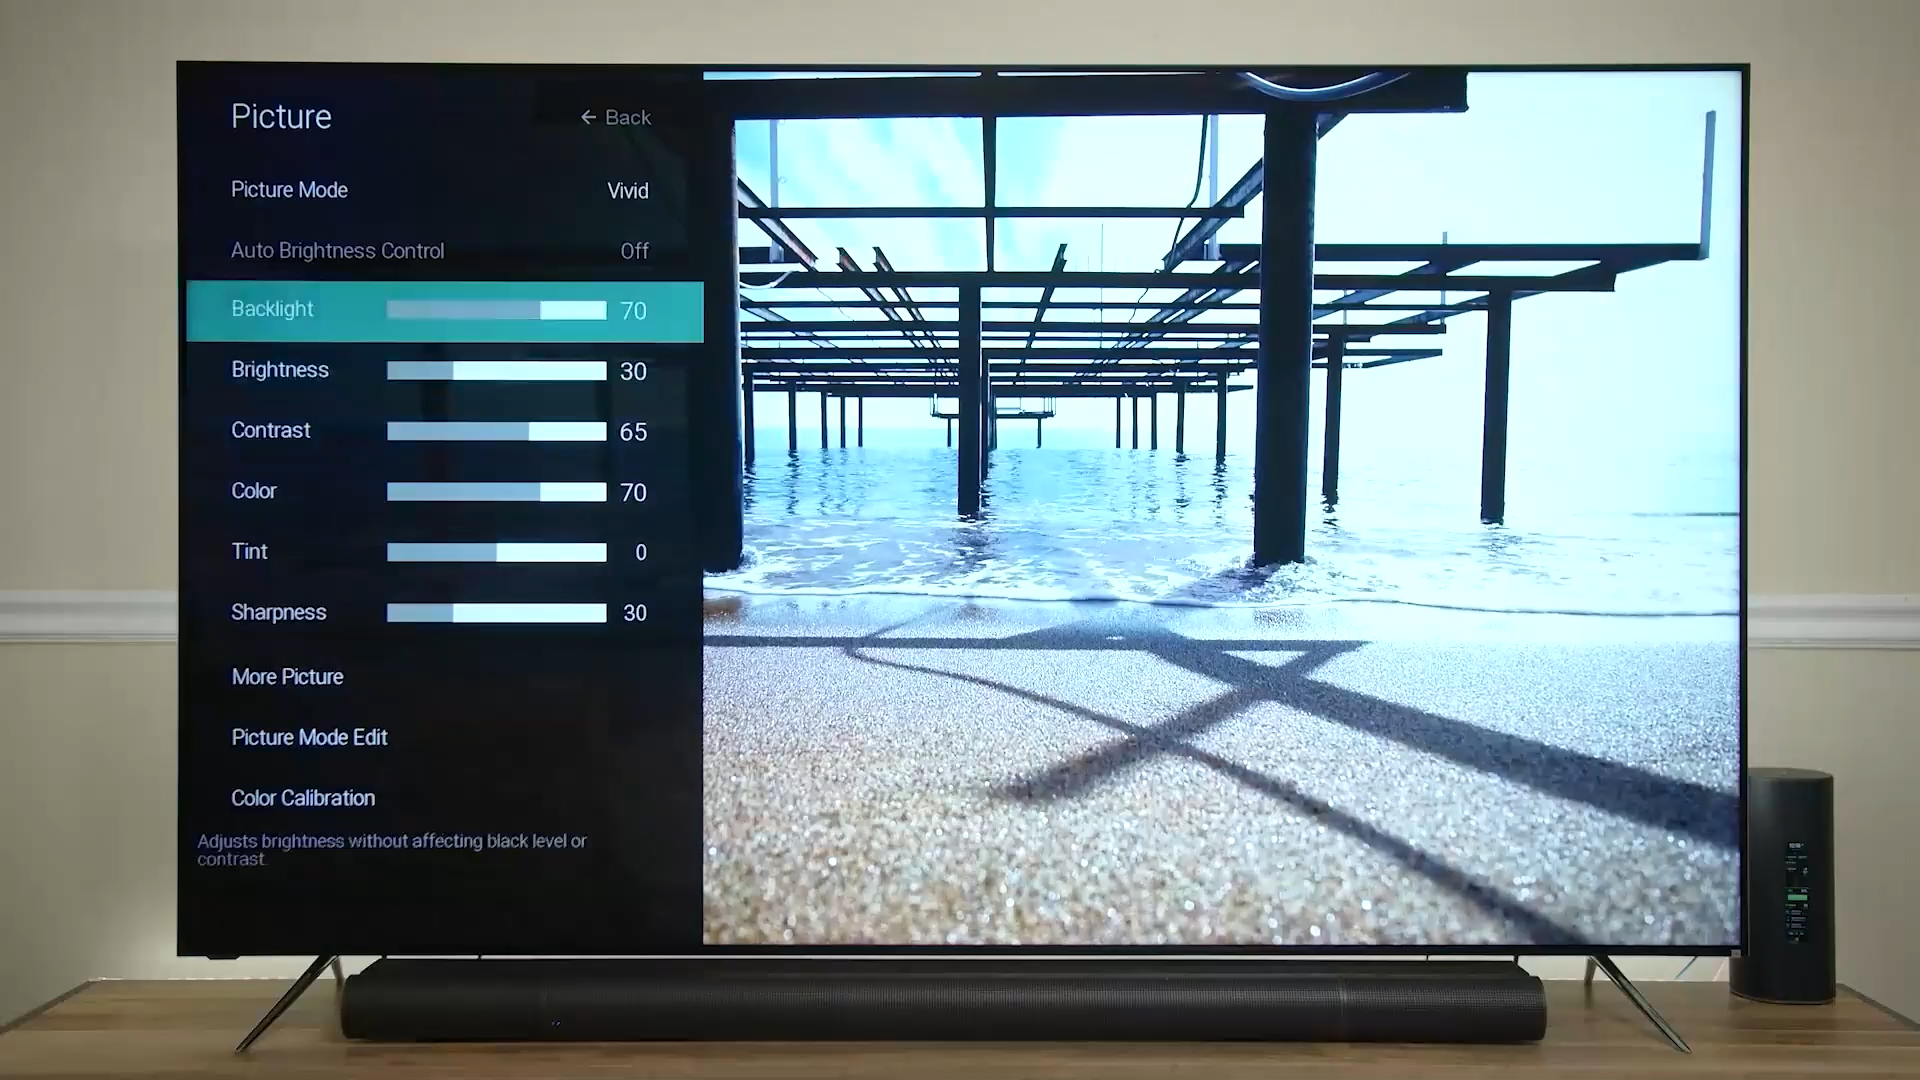 Picture
← Back
Picture Mode Vivid
Auto Brightness Control Off
Backlight 70
Brightness 30
Contrast 65
Color 70
Tint 0
Sharpness 30
More Picture
Picture Mode Edit
Color Calibration
Adjusts brightness without affecting black level or
contrast.